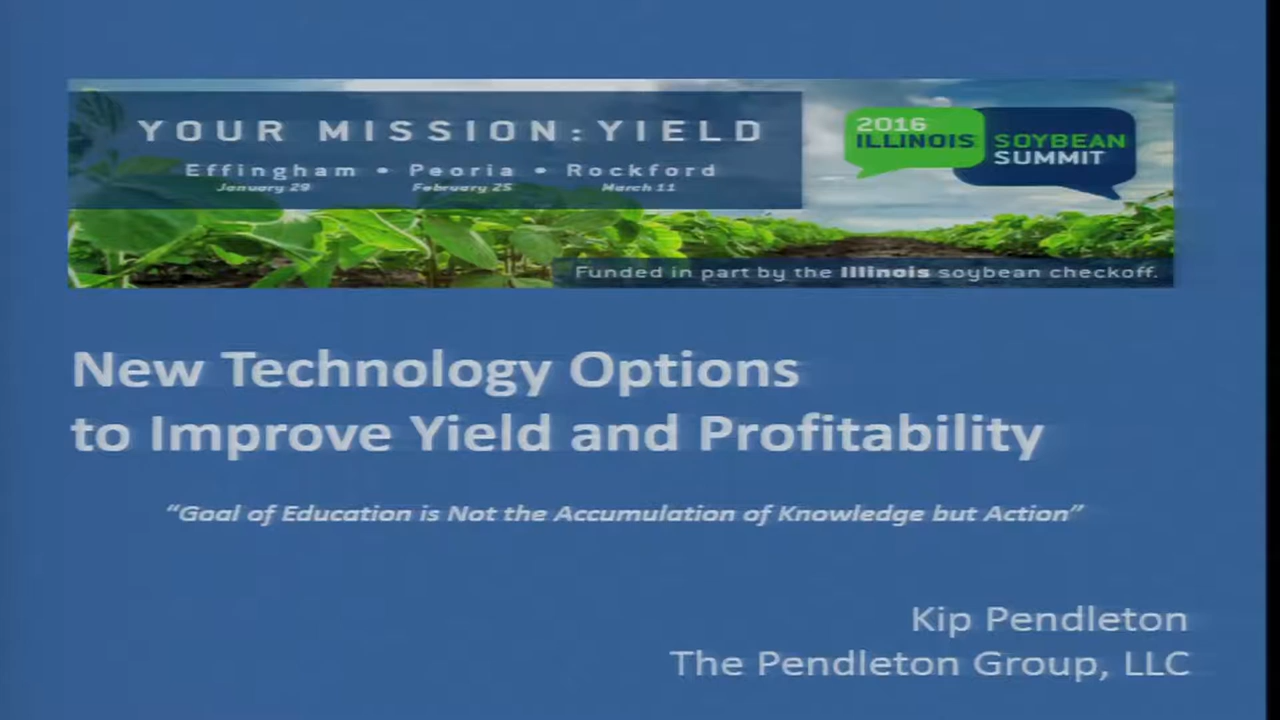 YOUR MISSION:YIELD
Effingham • Peoria • Rockford
January 29 February 25 March 11
2016
ILLINOIS SOYBEAN
SUMMIT
Funded in part by the Illinois soybean checkoff.
New Technology Options
to Improve Yield and Profitability
“Goal of Education is Not the Accumulation of Knowledge but Action”
Kip Pendleton
The Pendleton Group, LLC